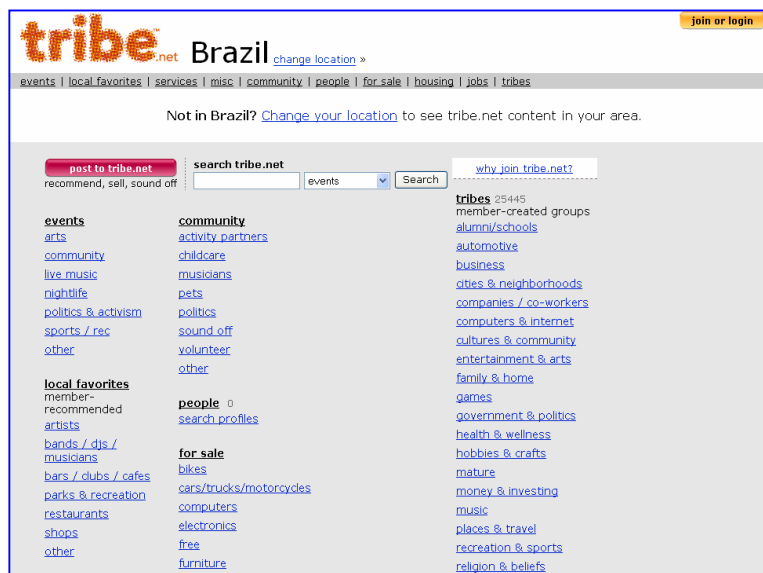 join or login
tribe.net Brazil change location »
events | local favorites | services | misc | community | people | for sale | housing | jobs | tribes
Not in Brazil? Change your location to see tribe.net content in your area.
post to tribe.net
recommend, sell, sound off
search tribe.net
events
Search
why join tribe.net?
events
arts
community
live music
nightlife
politics & activism
sports / rec
other
local favorites
member-
recommended
artists
bands / djs /
musicians
bars / clubs / cafes
parks & recreation
restaurants
shops
other
community
activity partners
childcare
musicians
pets
politics
sound off
volunteer
other
people 0
search profiles
for sale
bikes
cars/trucks/motorcycles
computers
electronics
free
furniture
tribes 25445
member-created groups
alumni/schools
automotive
business
cities & neighborhoods
companies / co-workers
computers & internet
cultures & community
entertainment & arts
family & home
games
government & politics
health & wellness
hobbies & crafts
mature
money & investing
music
places & travel
recreation & sports
religion & beliefs